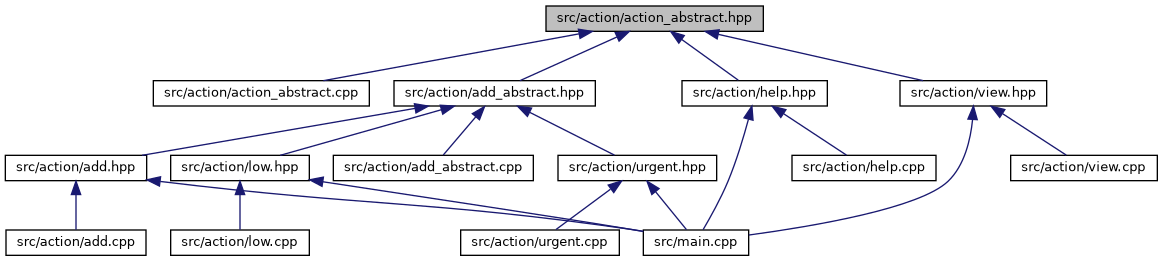 src/action/action_abstract.hpp
src/action/action_abstract.cpp
src/action/add_abstract.hpp
src/action/help.hpp
src/action/view.hpp
src/action/add.hpp
src/action/low.hpp
src/action/add_abstract.cpp
src/action/urgent.hpp
src/action/help.cpp
src/action/view.cpp
src/action/add.cpp
src/action/low.cpp
src/action/urgent.cpp
src/main.cpp